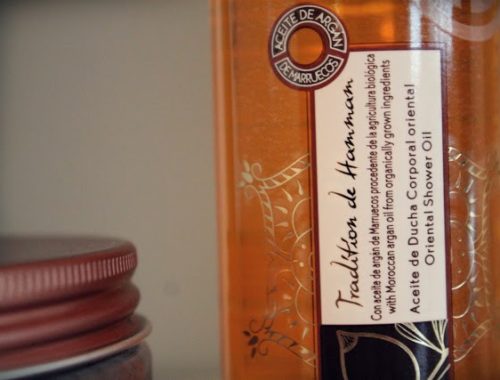 ACEITE DE ARGAN
DE MARRUECOS
Tradition de Hammam
Con aceite de argán de Marruecos procedente de la agricultura biológica
with Moroccan argan oil from organically grown ingredients
Aceite de Ducha Corporal oriental
Oriental Shower Oil